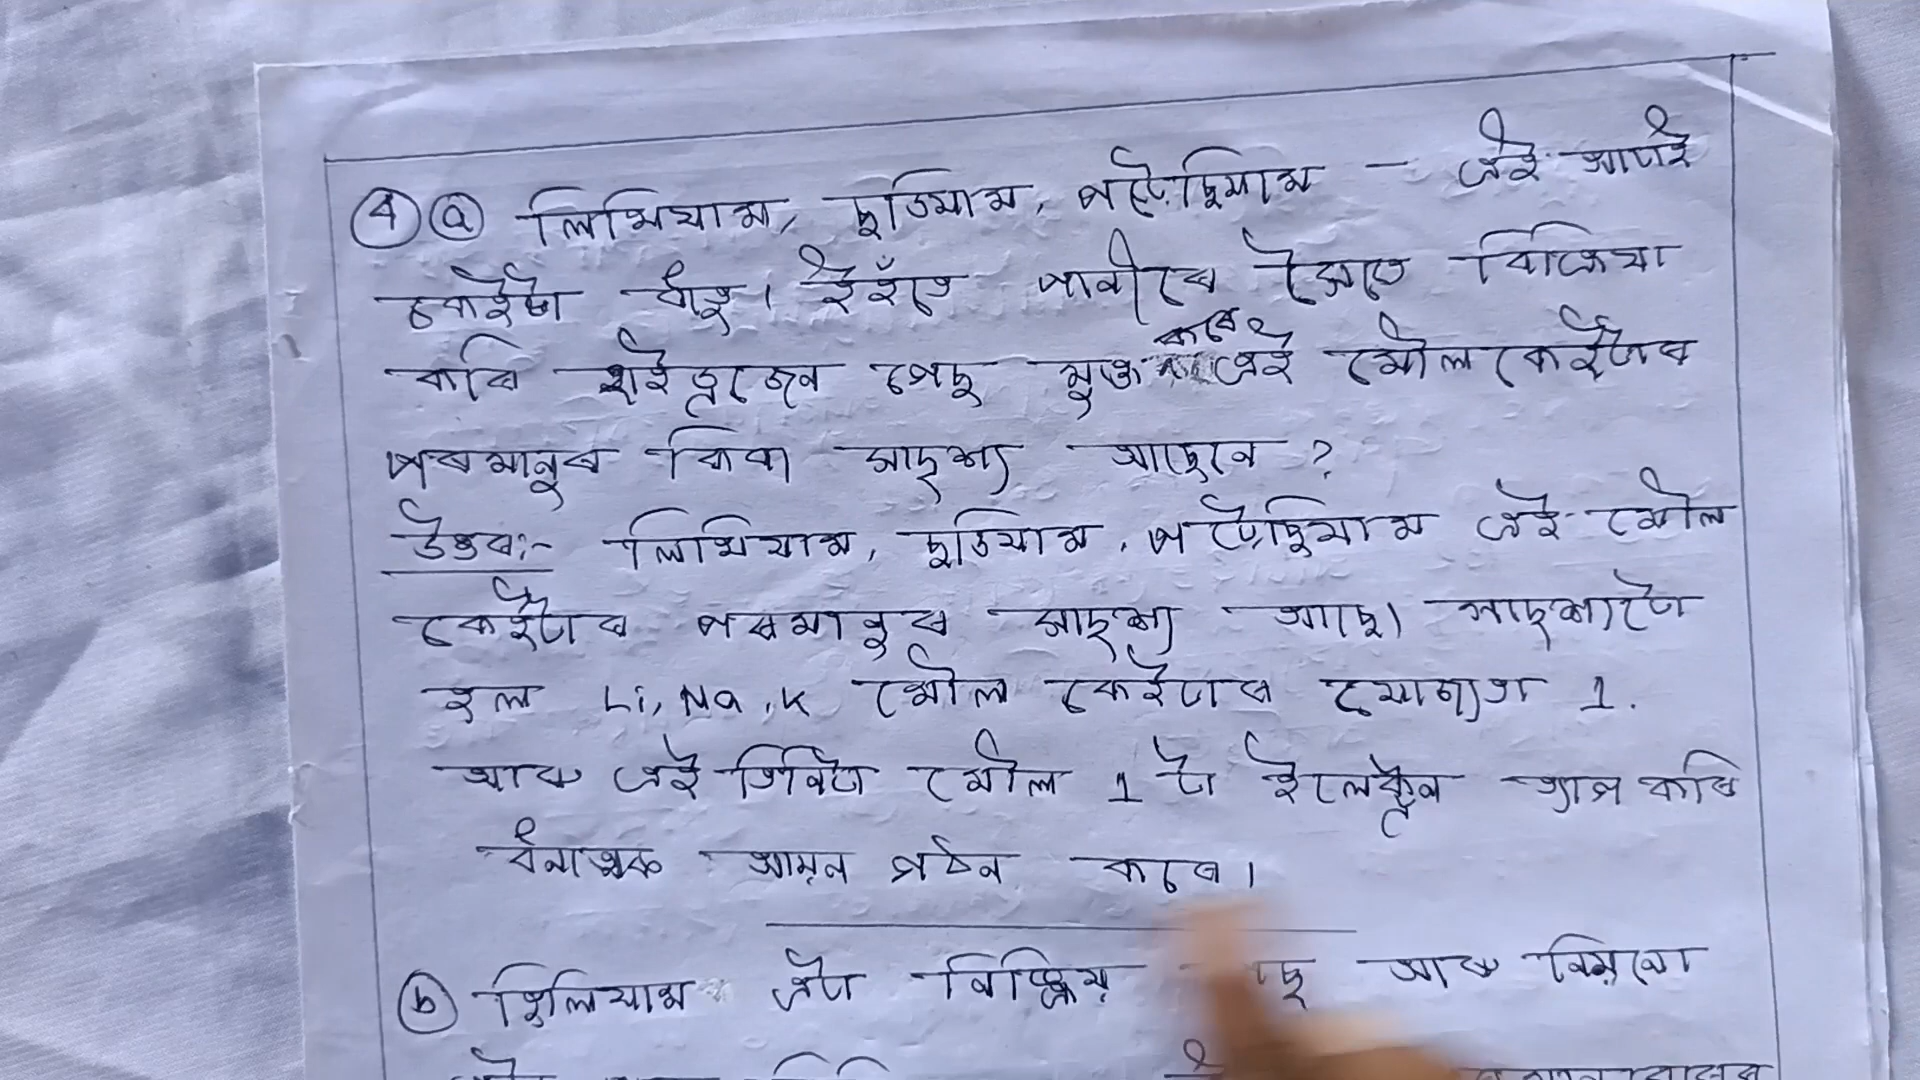 4 a লিথিয়াম, ছডিয়াম, পটেছিয়াম - এই আটাই
কেইটা ধাতু। ইহঁতে পানীৰে সৈতে বিক্ৰিয়া
কৰি হাইড্ৰজেন গেছ মুক্ত কৰে। এই মৌল কেইটাৰ
পৰমানুৰ কিবা সাদৃশ্য আছেনে ?
উত্তৰ:- লিথিয়াম, ছডিয়াম, পটেছিয়াম এই মৌল
কেইটাৰ পৰমানুৰ সাদৃশ্য আছে। সাদৃশ্যটো
হল Li, Na, K মৌল কেইটাৰ যোজ্যতা 1.
আৰু এই তিনিটা মৌল 1 টা ইলেক্ট্ৰন ত্যাগ কৰি
ধনাত্মক আয়ন গঠন কৰে।
b হিলিয়াম এটা নিষ্ক্ৰিয় আৰু নিয়নো